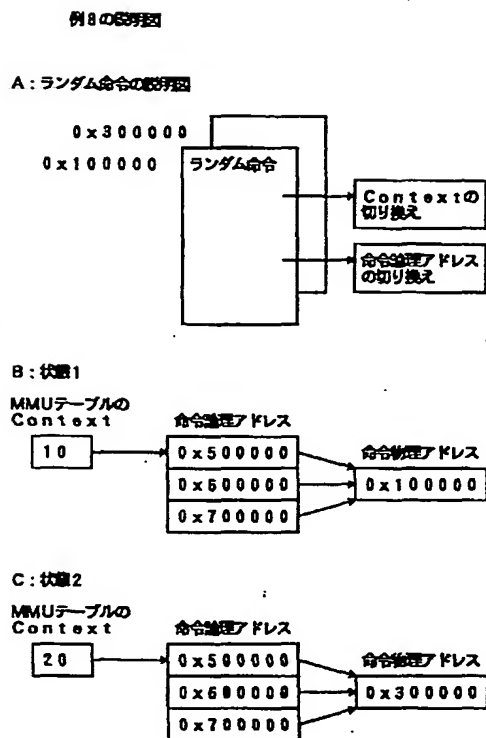 例8の説明図
A:ランダム命令の説明図
0x300000
0x100000
ランダム命令
Contextの
切り換え
命令論理アドレス
の切り換え
B:状態1
MMUテーブルの
Context
命令論理アドレス
命令物理アドレス
10
0x500000
0x600000
0x700000
0x100000
C:状態2
MMUテーブルの
Context
命令論理アドレス
命令物理アドレス
20
0x500000
0x600000
0x700000
0x300000